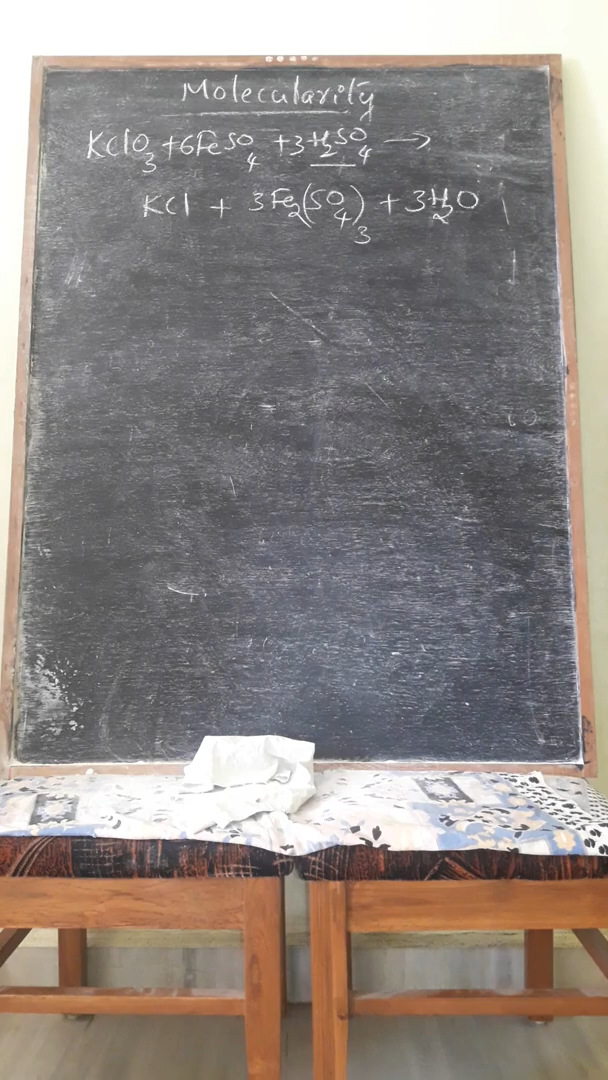 Molecularity
KClO₃ + 6FeSO₄ + 3H₂SO₄ →
KCl + 3Fe₂(SO₄)₃ + 3H₂O